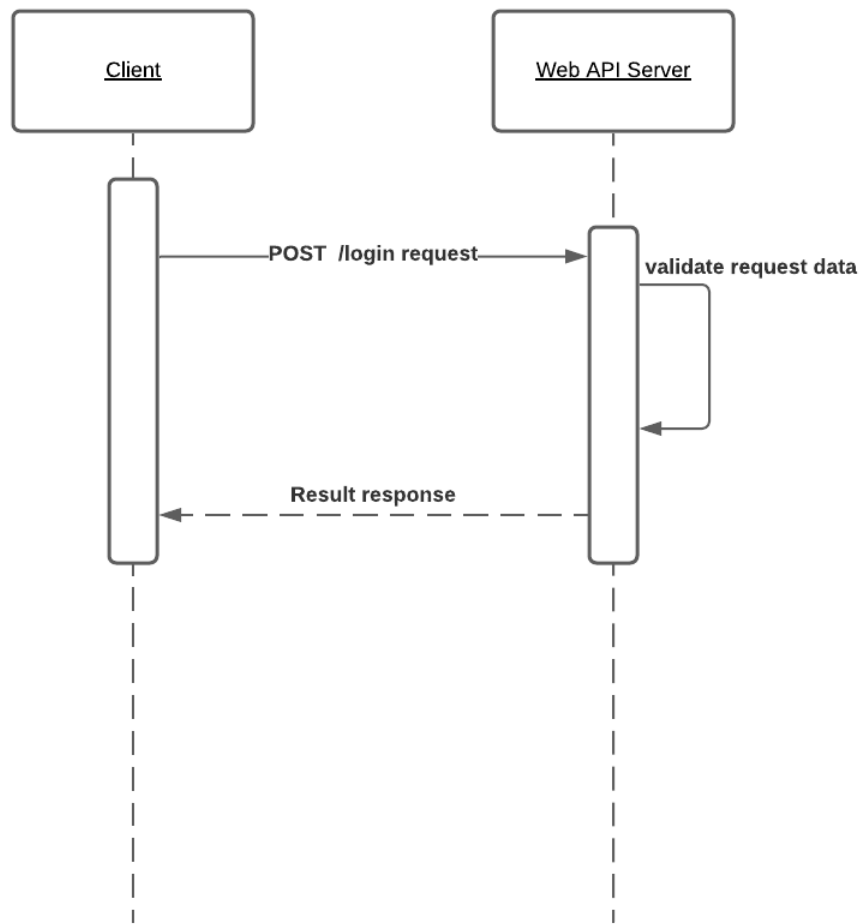 Client
Web API Server
POST  /login request
validate request data
Result response